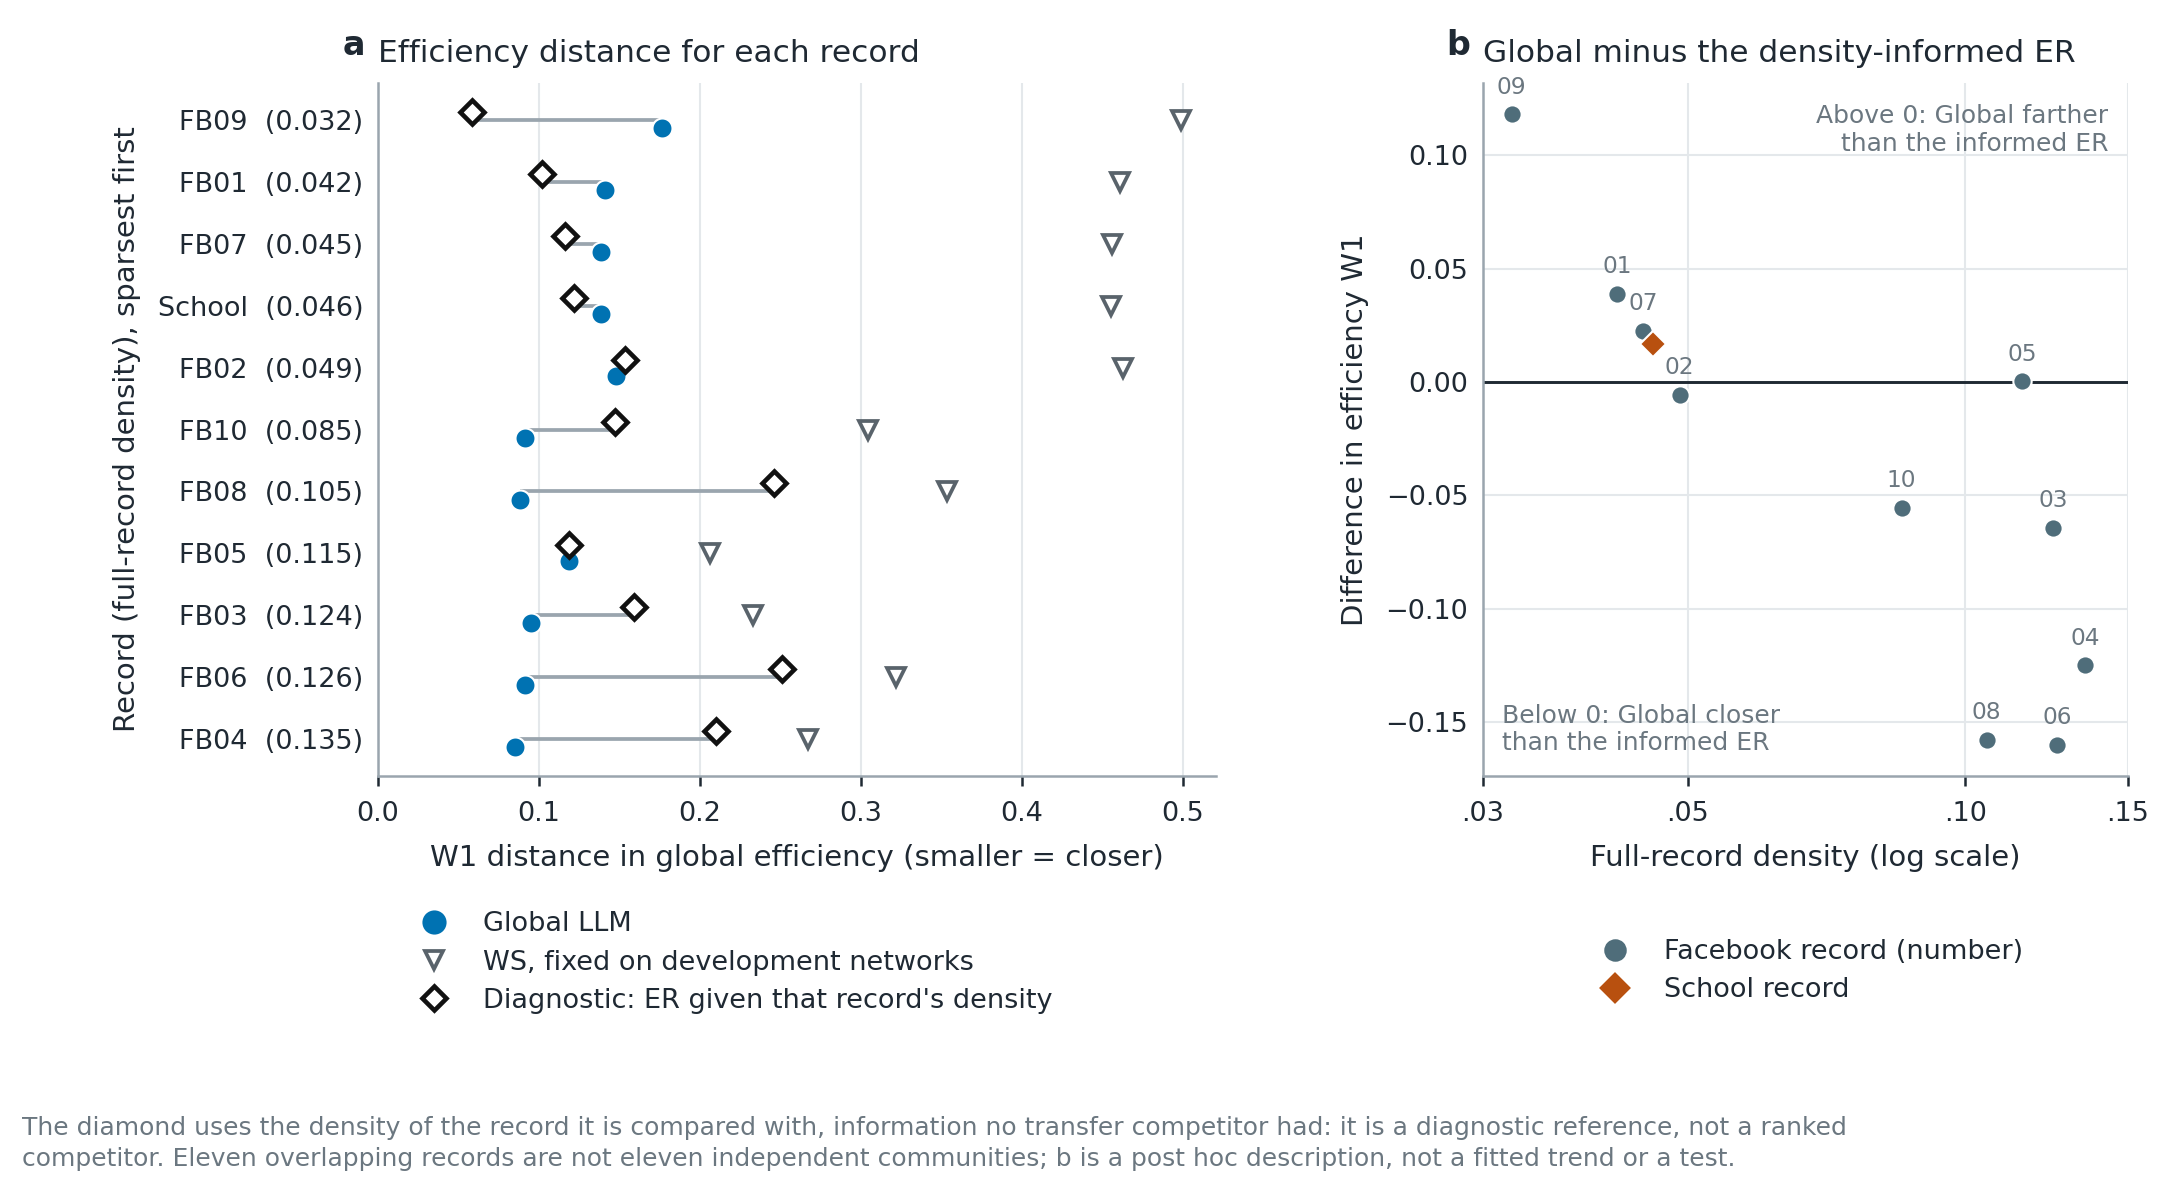 a Efficiency distance for each record
Record (full-record density), sparsest first
FB09 (0.032)
FB01 (0.042)
FB07 (0.045)
School (0.046)
FB02 (0.049)
FB10 (0.085)
FB08 (0.105)
FB05 (0.115)
FB03 (0.124)
FB06 (0.126)
FB04 (0.135)
0.0 0.1 0.2 0.3 0.4 0.5
W1 distance in global efficiency (smaller = closer)
Global LLM
WS, fixed on development networks
Diagnostic: ER given that record's density
b Global minus the density-informed ER
Difference in efficiency W1
0.10
0.05
0.00
−0.05
−0.10
−0.15
09
Above 0: Global farther
than the informed ER
01
07
02
05
10
03
04
08
06
Below 0: Global closer
than the informed ER
.03 .05 .10 .15
Full-record density (log scale)
Facebook record (number)
School record
The diamond uses the density of the record it is compared with, information no transfer competitor had: it is a diagnostic reference, not a ranked
competitor. Eleven overlapping records are not eleven independent communities; b is a post hoc description, not a fitted trend or a test.